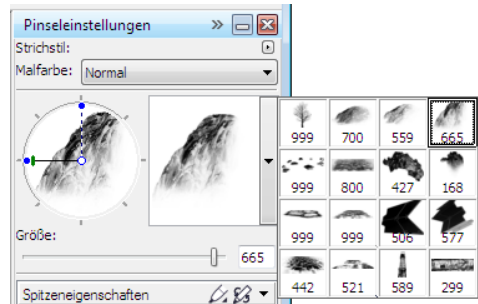 Pinseleinstellungen
Strichstil:
Malfarbe: Normal
999 700 559 665
999 800 427 168
Größe:
999 999 506 577
665
442 521 589 299
Spitzeneigenschaften